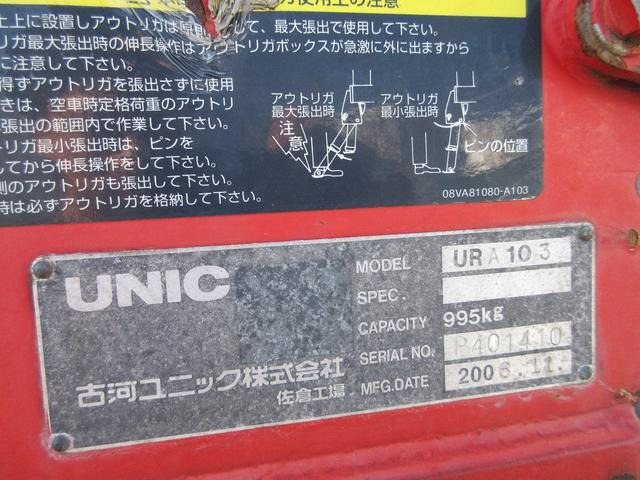 使用上の注意
上に設置しアウトリガは原則として、最大張出で使用して下さい。
リガ最大張出時の伸長操作はアウトリガボックスが急激に外に出ますから
に注意して下さい。
得ずアウトリガを張出さずに使用
きは、空車時定格荷重のアウトリ
張出の範囲内で作業して下さい。
リガ最小張出時は、ピンを
してから伸長操作をして下さい。
側のアウトリガも張出して下さい。
時は必ずアウトリガを格納して下さい。
アウトリガ
最大張出時
注意
アウトリガ
最小張出時
ピンの位置
08VA81080-A103
UNIC
古河ユニック株式会社
佐倉工場
MODEL URA103
SPEC.
CAPACITY 995kg
SERIAL NO. P401410
MFG.DATE 2006.11.